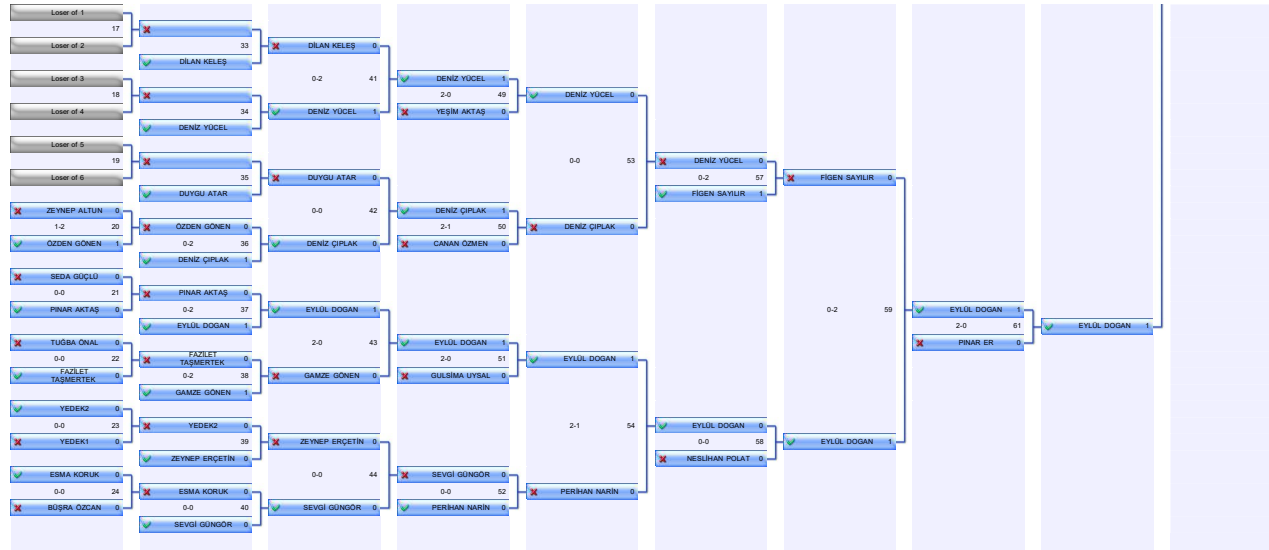 Loser of 1
17
Loser of 2
Loser of 3
18
Loser of 4
Loser of 5
19
Loser of 6
ZEYNEP ALTUN 0
1-2 20
ÖZDEN GÖNEN 1
SEDA GÜÇLÜ 0
0-0 21
PINAR AKTAŞ 0
TUĞBA ÖNAL 0
0-0 22
FAZİLET
TAŞMERTEK 0
YEDEK2 0
0-0 23
YEDEK1 0
ESMA KORUK 0
0-0 24
BÜŞRA ÖZCAN 0
33
DİLAN KELEŞ
34
DENİZ YÜCEL
35
DUYGU ATAR
ÖZDEN GÖNEN 0
0-2 36
DENİZ ÇIPLAK 1
PINAR AKTAŞ 0
0-2 37
EYLÜL DOGAN 1
FAZİLET
TAŞMERTEK 0
0-2 38
GAMZE GÖNEN 1
YEDEK2 0
39
ZEYNEP ERÇETİN 0
ESMA KORUK 0
0-0 40
SEVGİ GÜNGÖR 0
DİLAN KELEŞ 0
0-2 41
DENİZ YÜCEL 1
DUYGU ATAR 0
0-0 42
DENİZ ÇIPLAK 0
EYLÜL DOGAN 1
2-0 43
GAMZE GÖNEN 0
ZEYNEP ERÇETİN 0
0-0 44
SEVGİ GÜNGÖR 0
DENİZ YÜCEL 1
2-0 49
YEŞİM AKTAŞ 0
DENİZ ÇIPLAK 1
2-1 50
CANAN ÖZMEN 0
EYLÜL DOGAN 1
2-0 51
GULSİMA UYSAL 0
SEVGİ GÜNGÖR 0
0-0 52
PERİHAN NARİN 0
DENİZ YÜCEL 0
0-0 53
DENİZ ÇIPLAK 0
EYLÜL DOGAN 1
2-1 54
PERİHAN NARİN 0
DENİZ YÜCEL 0
0-2 57
FİGEN SAYILIR 1
EYLÜL DOGAN 0
0-0 58
NESLİHAN POLAT 0
FİGEN SAYILIR 0
0-2 59
EYLÜL DOGAN 1
EYLÜL DOGAN 1
2-0 61
PINAR ER 0
EYLÜL DOGAN 1